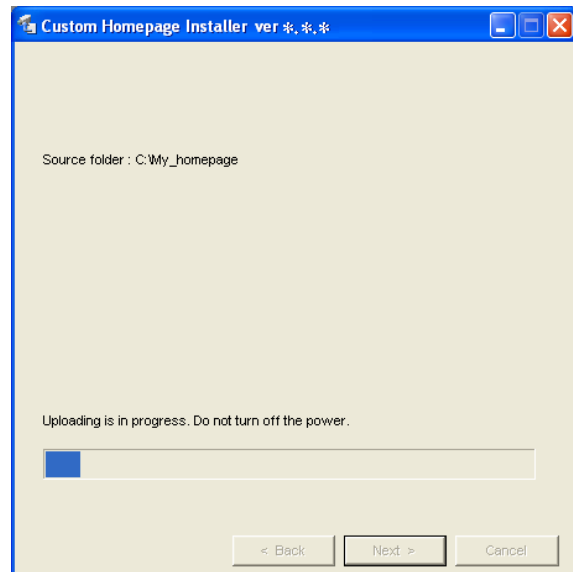 Custom Homepage Installer ver *.*.*
Source folder : C:\My_homepage
Uploading is in progress. Do not turn off the power.
< Back
Next >
Cancel